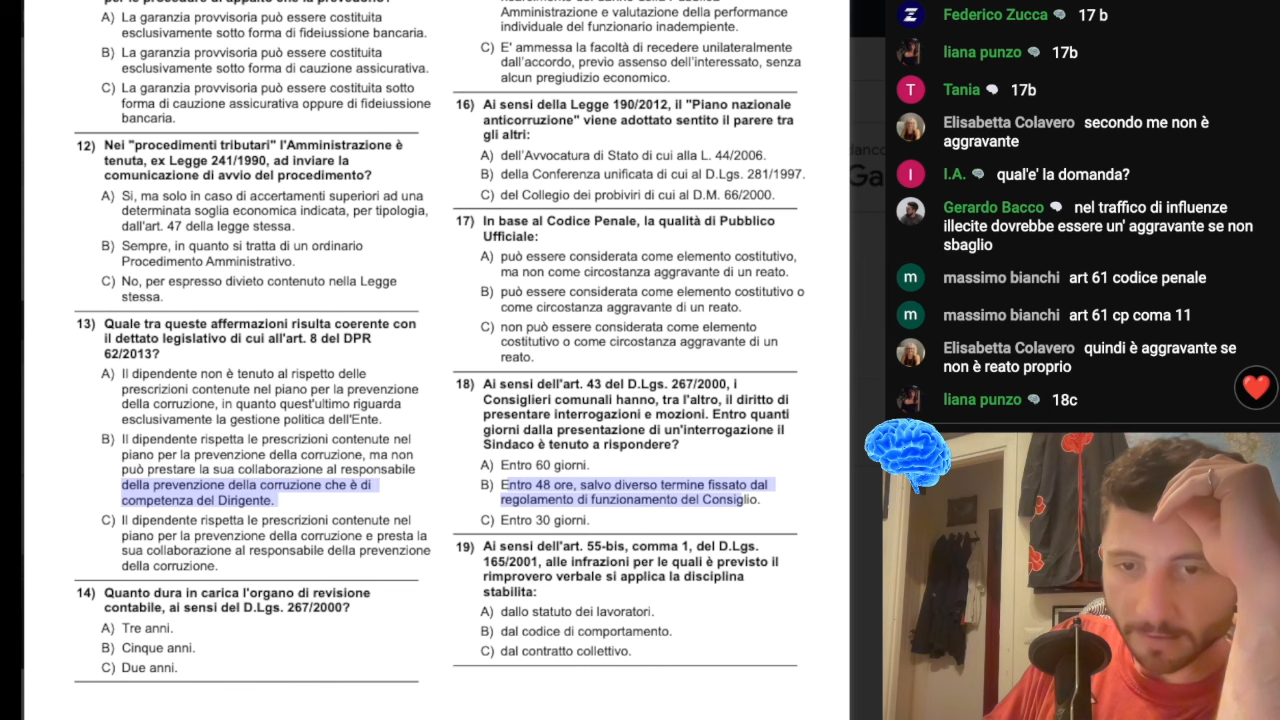 A) La garanzia provvisoria può essere costituita
esclusivamente sotto forma di fideiussione bancaria.
B) La garanzia provvisoria può essere costituita
esclusivamente sotto forma di cauzione assicurativa.
C) La garanzia provvisoria può essere costituita sotto
forma di cauzione assicurativa oppure di fideiussione
bancaria.
12) Nei "procedimenti tributari" l'Amministrazione è
tenuta, ex Legge 241/1990, ad inviare la
comunicazione di avvio del procedimento?
A) Si, ma solo in caso di accertamenti superiori ad una
determinata soglia economica indicata, per tipologia,
dall'art. 47 della legge stessa.
B) Sempre, in quanto si tratta di un ordinario
Procedimento Amministrativo.
C) No, per espresso divieto contenuto nella Legge
stessa.
13) Quale tra queste affermazioni risulta coerente con
il dettato legislativo di cui all'art. 8 del DPR
62/2013?
A) Il dipendente non è tenuto al rispetto delle
prescrizioni contenute nel piano per la prevenzione
della corruzione, in quanto quest'ultimo riguarda
esclusivamente la gestione politica dell'Ente.
B) Il dipendente rispetta le prescrizioni contenute nel
piano per la prevenzione della corruzione, ma non
può prestare la sua collaborazione al responsabile
della prevenzione della corruzione che è di
competenza del Dirigente.
C) Il dipendente rispetta le prescrizioni contenute nel
piano per la prevenzione della corruzione e presta la
sua collaborazione al responsabile della prevenzione
della corruzione.
14) Quanto dura in carica l'organo di revisione
contabile, ai sensi del D.Lgs. 267/2000?
A) Tre anni.
B) Cinque anni.
C) Due anni.
Amministrazione e valutazione della performance
individuale del funzionario inadempiente.
C) E' ammessa la facoltà di recedere unilateralmente
dall'accordo, previo assenso dell'interessato, senza
alcun pregiudizio economico.
16) Ai sensi della Legge 190/2012, il "Piano nazionale
anticorruzione" viene adottato sentito il parere tra
gli altri:
A) dell'Avvocatura di Stato di cui alla L. 44/2006.
B) della Conferenza unificata di cui al D.Lgs. 281/1997.
C) del Collegio dei probiviri di cui al D.M. 66/2000.
17) In base al Codice Penale, la qualità di Pubblico
Ufficiale:
A) può essere considerata come elemento costitutivo,
ma non come circostanza aggravante di un reato.
B) può essere considerata come elemento costitutivo o
come circostanza aggravante di un reato.
C) non può essere considerata come elemento
costitutivo o come circostanza aggravante di un
reato.
18) Ai sensi dell'art. 43 del D.Lgs. 267/2000, i
Consiglieri comunali hanno, tra l'altro, il diritto di
presentare interrogazioni e mozioni. Entro quanti
giorni dalla presentazione di un'interrogazione il
Sindaco è tenuto a rispondere?
A) Entro 60 giorni.
B) Entro 48 ore, salvo diverso termine fissato dal
regolamento di funzionamento del Consiglio.
C) Entro 30 giorni.
19) Ai sensi dell'art. 55-bis, comma 1, del D.Lgs.
165/2001, alle infrazioni per le quali è previsto il
rimprovero verbale si applica la disciplina
stabilita:
A) dallo statuto dei lavoratori.
B) dal codice di comportamento.
C) dal contratto collettivo.
Federico Zucca 17 b
liana punzo 17b
T Tania 17b
Elisabetta Colavero secondo me non è
aggravante
I I.A. qual'e' la domanda?
Gerardo Bacco nel traffico di influenze
illecite dovrebbe essere un' aggravante se non
sbaglio
m massimo bianchi art 61 codice penale
m massimo bianchi art 61 cp coma 11
Elisabetta Colavero quindi è aggravante se
non è reato proprio
liana punzo 18c